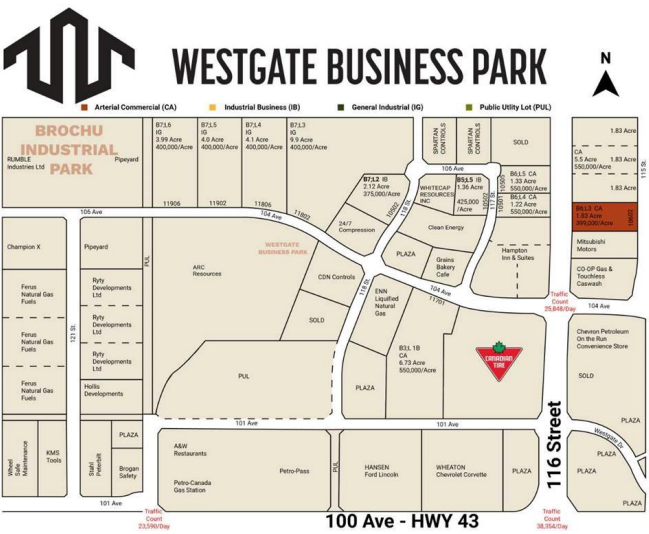 WESTGATE BUSINESS PARK
N
Arterial Commercial (CA)
Industrial Business (IB)
General Industrial (IG)
Public Utlity Lot (PUL)
BROCHU
INDUSTRIAL
PARK
RUMBLE
Industries Ltd
Pipeyard
B7;L6
IG
3.99 Acre
400,000/Acre
B7;L5
IG
4.0 Acre
400,000/Acre
B7;L4
IG
4.1 Acre
400,000/Acre
B7;L3
IG
9.9 Acre
400,000/Acre
SPARTAN
CONTROLS
SPARTAN
CONTROLS
SOLD
1.83 Acre
CA
5.5 Acre
550,000/Acre
1.83 Acre
1.83 Acre
115 St.
106 Ave
B7;L2 IB
2.12 Acre
375,000/Acre
WHITECAP
RESOURCES
INC
B5;L5 IB
1.36 Acre
425,000
/Acre
B6;L5 CA
1.33 Acre
550,000/Acre
B6;L4 CA
1.22 Acre
550,000/Acre
10502
118 St.
10502
117 St.
10501
10505
B6;L3 CA
1.83 Acre
399,000/Acre
10602
106 Ave
11906
11902
11806
104 Ave
11802
24/7
Compression
Clean Energy
Mitsubishi
Motors
Champion X
Pipeyard
PUL
ARC
Resources
WESTGATE
BUSINESS PARK
PLAZA
Grains
Bakery
Cafe
Hampton
Inn & Suites
CO-OP Gas &
Touchless
Caswash
Ferus
Natural Gas
Fuels
Ryty
Developments
Ltd
CDN Controls
118 St.
ENN
Liquified
Natural
Gas
104 Ave
11701
Traffic
Count
25,848/Day
104 Ave
Ferus
Natural Gas
Fuels
121 St.
Ryty
Developments
Ltd
SOLD
B3;L 1B
CA
6.73 Acre
550,000/Acre
CANADIAN
TIRE
Chevron Petroleum
On the Run
Convenience Store
Ryty
Developments
Ltd
SOLD
Ferus
Natural Gas
Fuels
Hollis
Developments
PUL
PLAZA
116 Street
PLAZA
101 Ave
101 Ave
Westgate Dr
Wheel
Safe
Maintenance
KMS
Tools
Stahl
Peterbilt
PLAZA
Brogan
Safety
A&W
Restaurants
Petro-Canada
Gas Station
Petro-Pass
PUL
HANSEN
Ford Lincoln
WHEATON
Chevrolet Corvette
PLAZA
PLAZA
PLAZA
PLAZA
101 Ave
Traffic
Count
23,590/Day
100 Ave - HWY 43
Traffic
Count
38,354/Day